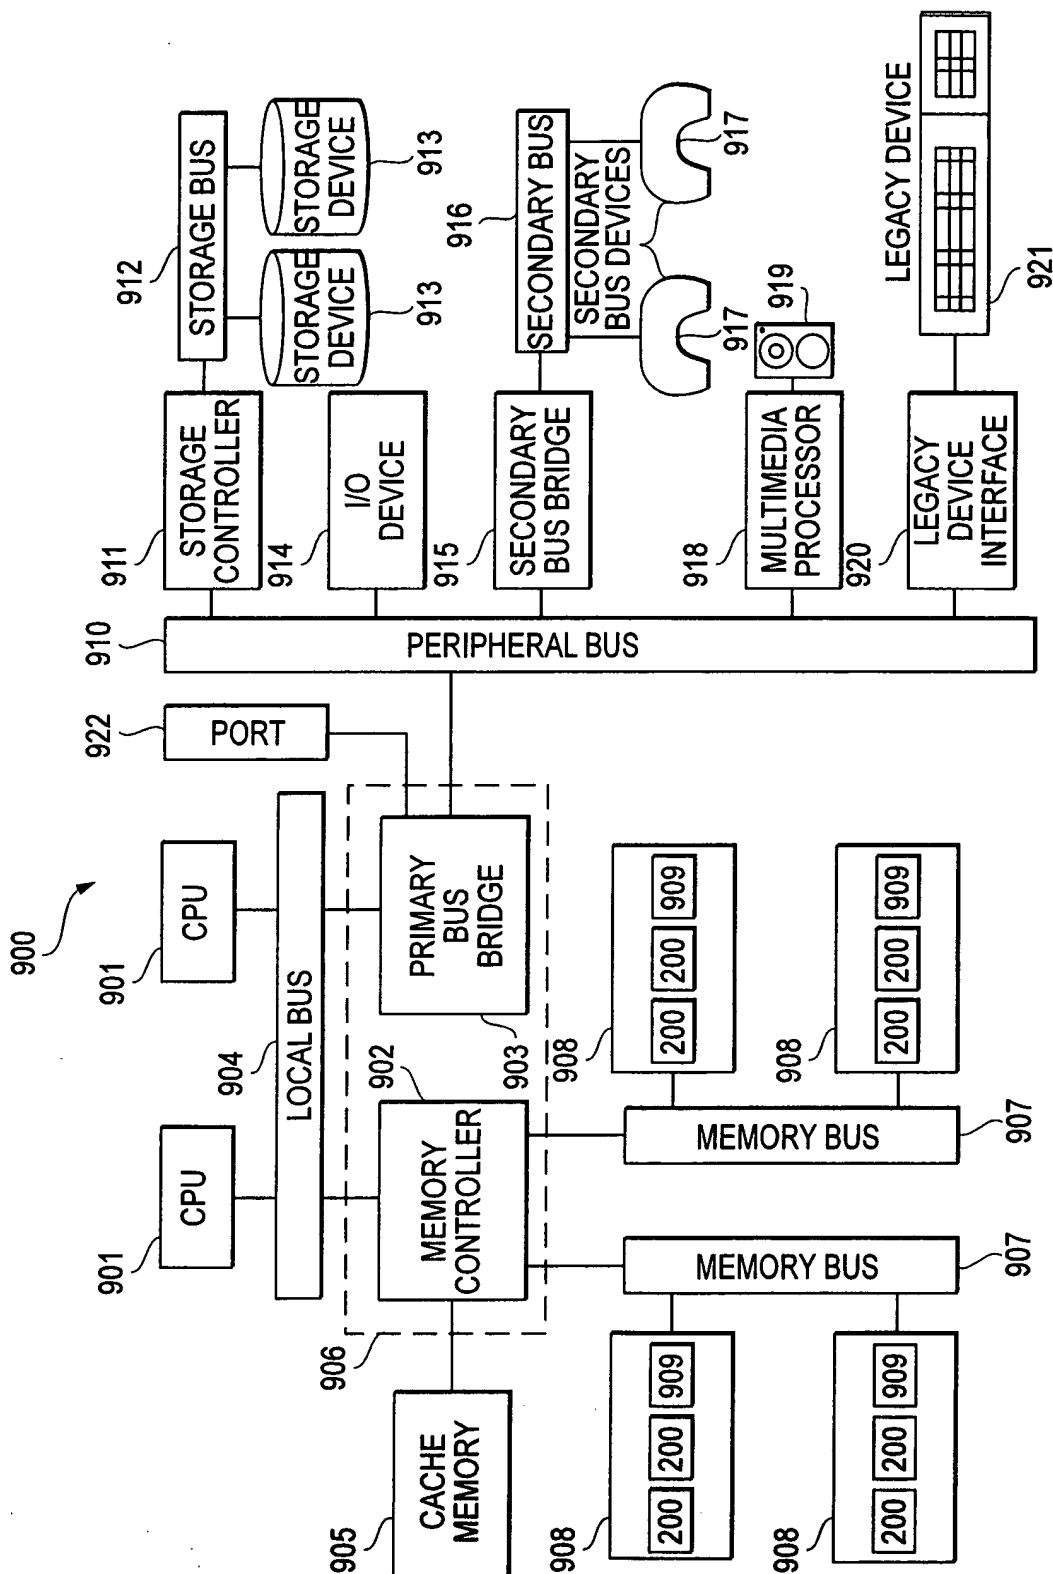 900
901
CPU
901
CPU
904
LOCAL BUS
922
PORT
906
905
CACHE
MEMORY
902
MEMORY
CONTROLLER
903
PRIMARY
BUS
BRIDGE
908
200
200
909
908
200
200
909
MEMORY BUS
907
MEMORY BUS
907
908
200
200
909
908
200
200
909
910
PERIPHERAL BUS
911
STORAGE
CONTROLLER
912
STORAGE BUS
STORAGE
DEVICE
913
STORAGE
DEVICE
913
914
I/O
DEVICE
915
SECONDARY
BUS BRIDGE
916
SECONDARY BUS
SECONDARY
BUS DEVICES
917
917
918
MULTIMEDIA
PROCESSOR
919
920
LEGACY
DEVICE
INTERFACE
LEGACY DEVICE
921